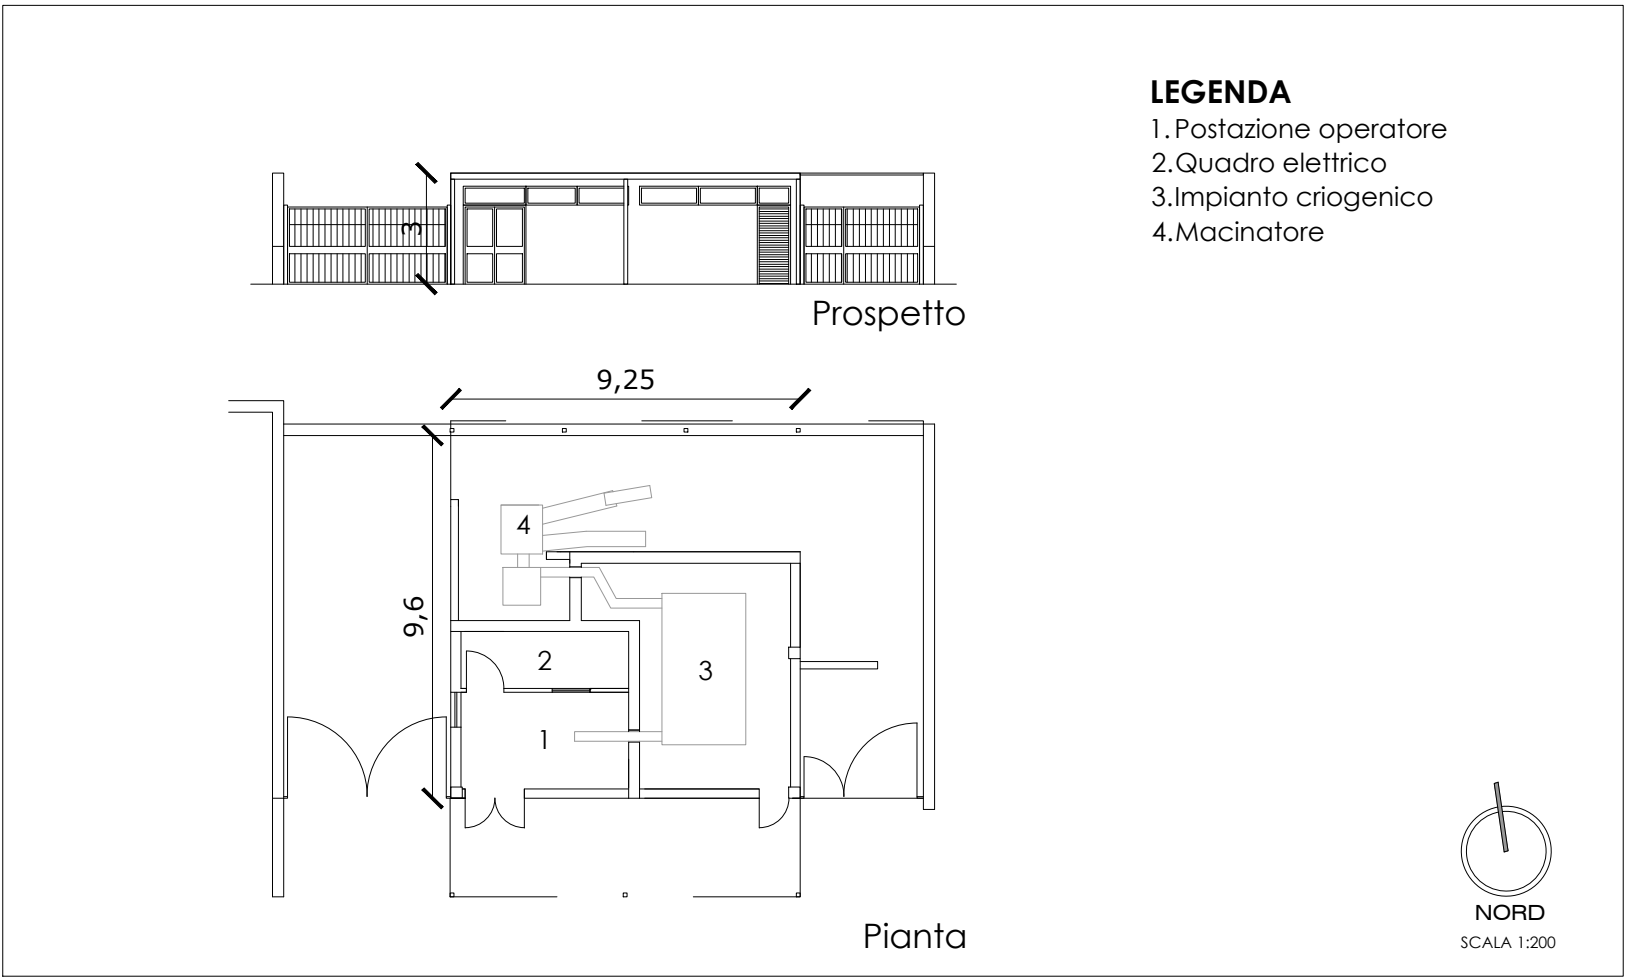 LEGENDA
1. Postazione operatore
2.Quadro elettrico
3.Impianto criogenico
4.Macinatore
3
Prospetto
9,25
9,6
4
2
3
1
Pianta
NORD
SCALA 1:200